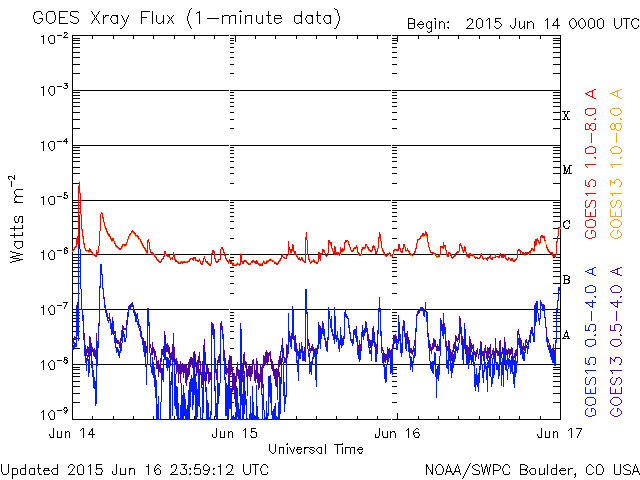 GOES Xray Flux (1-minute data)
Begin: 2015 Jun 14 0000 UTC
10-2
10-3
10-4
10-5
10-6
10-7
10-8
10-9
Watts m-2
X
M
C
B
A
GOES15 1.0-8.0 A
GOES13 1.0-8.0 A
GOES15 0.5-4.0 A
GOES13 0.5-4.0 A
Jun 14
Jun 15
Jun 16
Jun 17
Universal Time
Updated 2015 Jun 16 23:59:12 UTC
NOAA/SWPC Boulder, CO USA